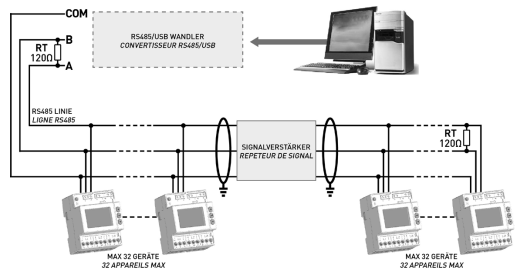 COM
RS485/USB WANDLER
CONVERTISSEUR RS485/USB
B
RT
120Ω
A
RS485 LINIE
LIGNE RS485
SIGNALVERSTÄRKER
REPETEUR DE SIGNAL
RT
120Ω
MAX 32 GERÄTE
32 APPAREILS MAX
MAX 32 GERÄTE
32 APPAREILS MAX